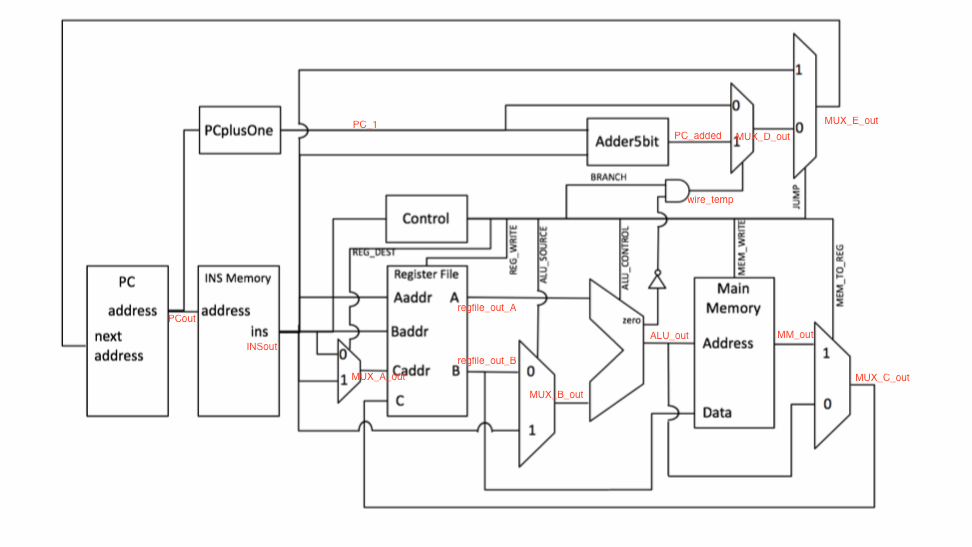 1
0
MUX_E_out
PCplusOne
PC_1
0
Adder5bit
PC_added
1
MUX_D_out
0
BRANCH
wire_temp
JUMP
Control
REG_DEST
REG_WRITE
ALU_SOURCE
ALU_CONTROL
MEM_WRITE
MEM_TO_REG
PC
address
next
address
PCout
INS Memory
address
ins
INSout
0
1
MUX_A_out
Register File
Aaddr
A
Baddr
Caddr
B
C
regfile_out_A
regfile_out_B
0
MUX_B_out
1
zero
ALU_out
Main
Memory
Address
Data
MM_out
1
0
MUX_C_out